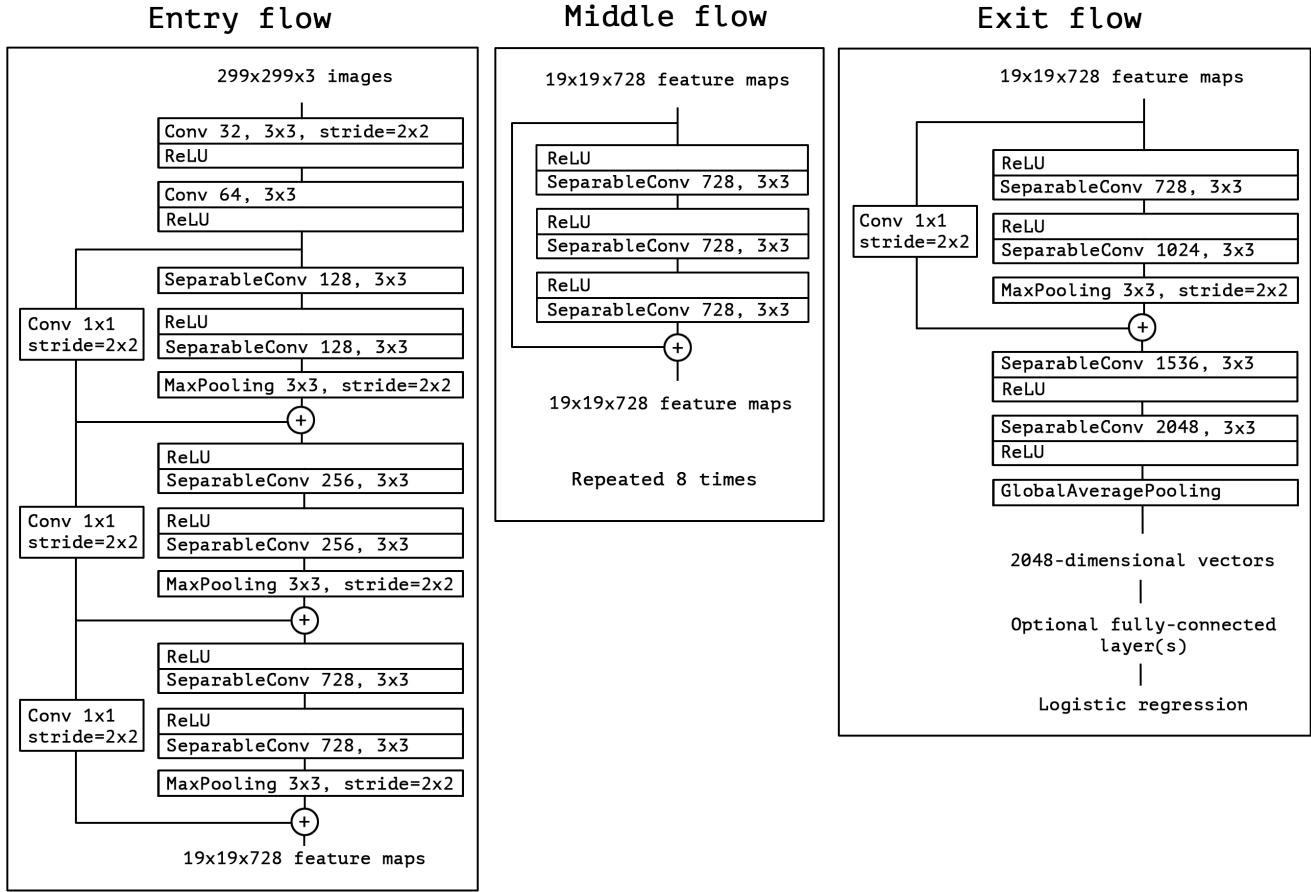 Entry flow
299x299x3 images
Conv 32, 3x3, stride=2x2
ReLU
Conv 64, 3x3
ReLU
SeparableConv 128, 3x3
Conv 1x1
stride=2x2
ReLU
SeparableConv 128, 3x3
MaxPooling 3x3, stride=2x2
+
ReLU
SeparableConv 256, 3x3
Conv 1x1
stride=2x2
ReLU
SeparableConv 256, 3x3
MaxPooling 3x3, stride=2x2
+
ReLU
SeparableConv 728, 3x3
Conv 1x1
stride=2x2
ReLU
SeparableConv 728, 3x3
MaxPooling 3x3, stride=2x2
+
19x19x728 feature maps
Middle flow
19x19x728 feature maps
ReLU
SeparableConv 728, 3x3
ReLU
SeparableConv 728, 3x3
ReLU
SeparableConv 728, 3x3
+
19x19x728 feature maps
Repeated 8 times
Exit flow
19x19x728 feature maps
ReLU
SeparableConv 728, 3x3
Conv 1x1
stride=2x2
ReLU
SeparableConv 1024, 3x3
MaxPooling 3x3, stride=2x2
+
SeparableConv 1536, 3x3
ReLU
SeparableConv 2048, 3x3
ReLU
GlobalAveragePooling
2048-dimensional vectors
Optional fully-connected
layer(s)
Logistic regression